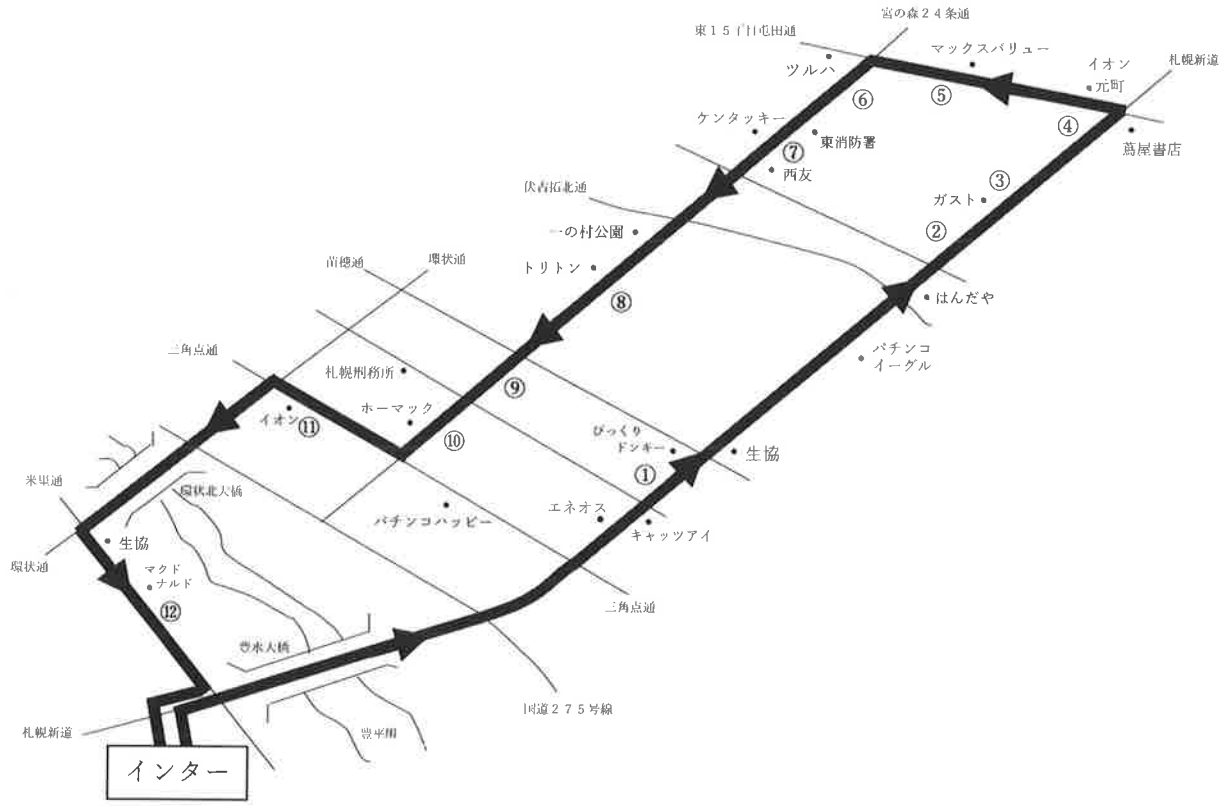 宮の森24条通
東15丁目屯田通
マックスバリュー
イオン
元町
札幌新道
ツルハ
⑥
⑤
④
ケンタッキー
東消防署
蔦屋書店
⑦
西友
③
ガスト
伏古拓北通
②
一の村公園
トリトン
苗穂通
環状通
はんだや
⑧
パチンコ
イーグル
三角点通
札幌刑務所
⑨
ホーマック
イオン
⑪
⑩
びっくり
ドンキー
生協
①
米里通
環状北大橋
パチンコハッピー
エネオス
キャッツアイ
生協
環状通
マクド
ナルド
⑫
三角点通
豊水大橋
札幌新道
国道275号線
豊平川
インター